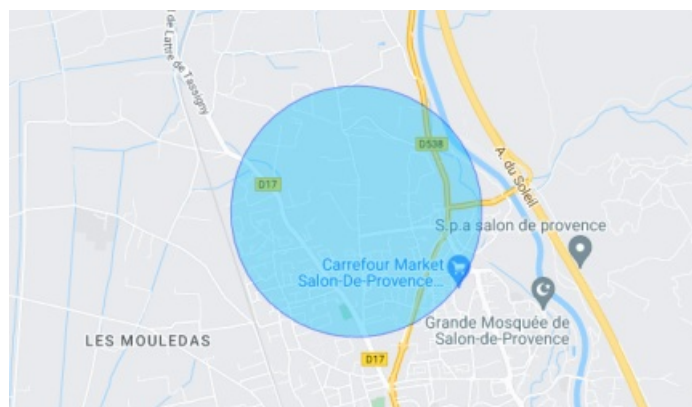 l de Lattre de Tassigny
D538
A. du Soleil
D17
S.p.a salon de provence
Carrefour Market
Salon-De-Provence...
Grande Mosquée de
Salon-de-Provence
LES MOULEDAS
D17